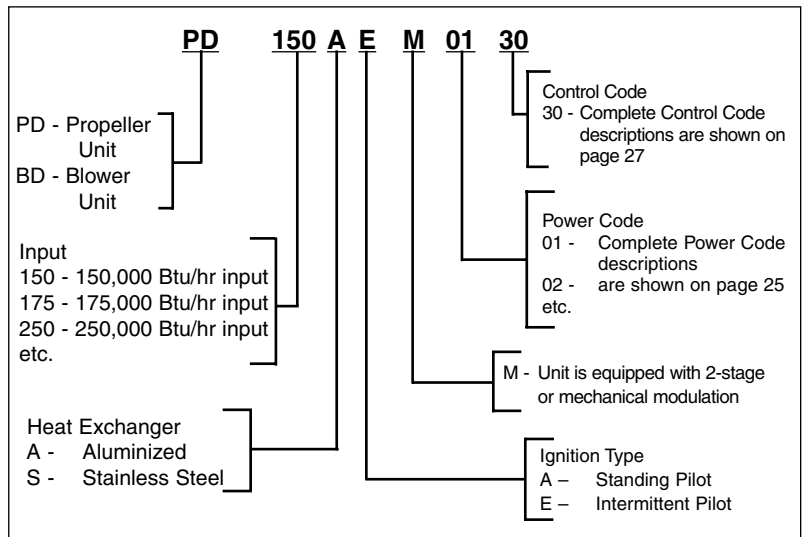 PD 150 A E M 01 30
Control Code
30 - Complete Control Code
descriptions are shown on
page 27
PD - Propeller
Unit
BD - Blower
Unit
Power Code
01 - Complete Power Code
descriptions
02 - are shown on page 25
etc.
Input
150 - 150,000 Btu/hr input
175 - 175,000 Btu/hr input
250 - 250,000 Btu/hr input
etc.
M - Unit is equipped with 2-stage
or mechanical modulation
Heat Exchanger
A - Aluminized
S - Stainless Steel
Ignition Type
A – Standing Pilot
E – Intermittent Pilot